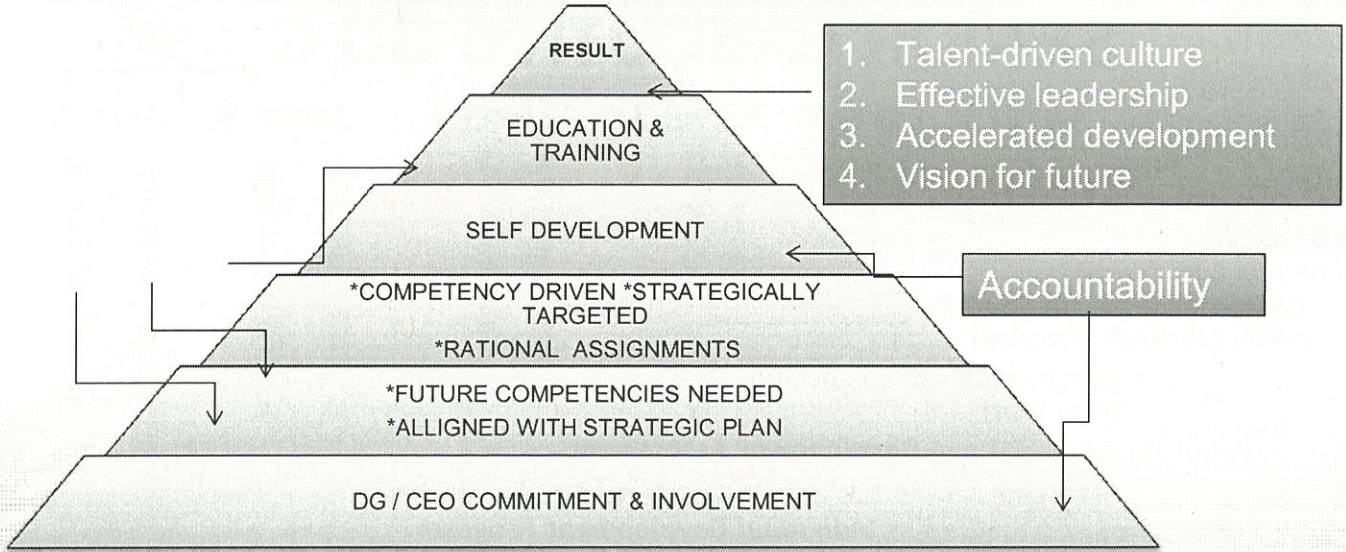 RESULT
1. Talent-driven culture
2. Effective leadership
3. Accelerated development
4. Vision for future
EDUCATION &
TRAINING
SELF DEVELOPMENT
Accountability
*COMPETENCY DRIVEN *STRATEGICALLY
TARGETED
*RATIONAL ASSIGNMENTS
*FUTURE COMPETENCIES NEEDED
*ALLIGNED WITH STRATEGIC PLAN
DG / CEO COMMITMENT & INVOLVEMENT